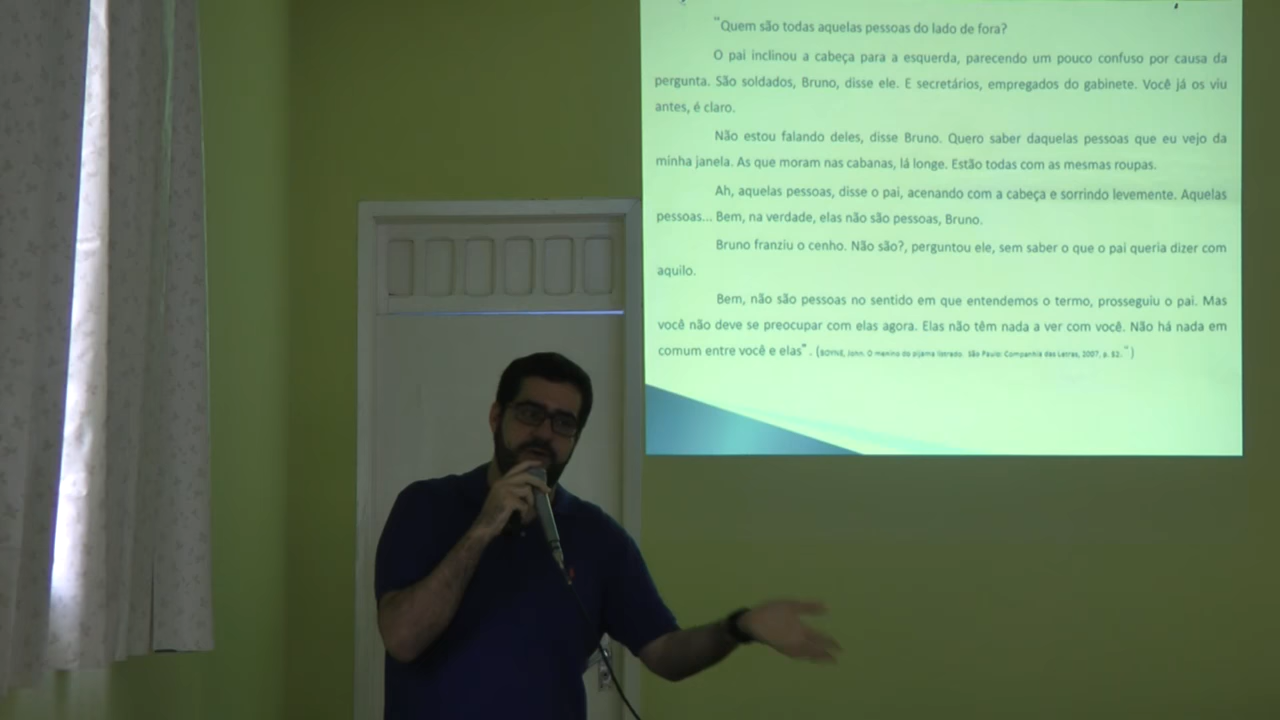 "Quem são todas aquelas pessoas do lado de fora?
O pai inclinou a cabeça para a esquerda, parecendo um pouco confuso por causa da
pergunta. São soldados, Bruno, disse ele. E secretários, empregados do gabinete. Você já os viu
antes, é claro.
Não estou falando deles, disse Bruno. Quero saber daquelas pessoas que eu vejo da
minha janela. As que moram nas cabanas, lá longe. Estão todas com as mesmas roupas.
Ah, aquelas pessoas, disse o pai, acenando com a cabeça e sorrindo levemente. Aquelas
pessoas... Bem, na verdade, elas não são pessoas, Bruno.
Bruno franziu o cenho. Não são?, perguntou ele, sem saber o que o pai queria dizer com
aquilo.
Bem, não são pessoas no sentido em que entendemos o termo, prosseguiu o pai. Mas
você não deve se preocupar com elas agora. Elas não têm nada a ver com você. Não há nada em
comum entre você e elas". (BOYNE, John. O menino do pijama listrado. São Paulo: Companhia das Letras, 2007, p. 52.")